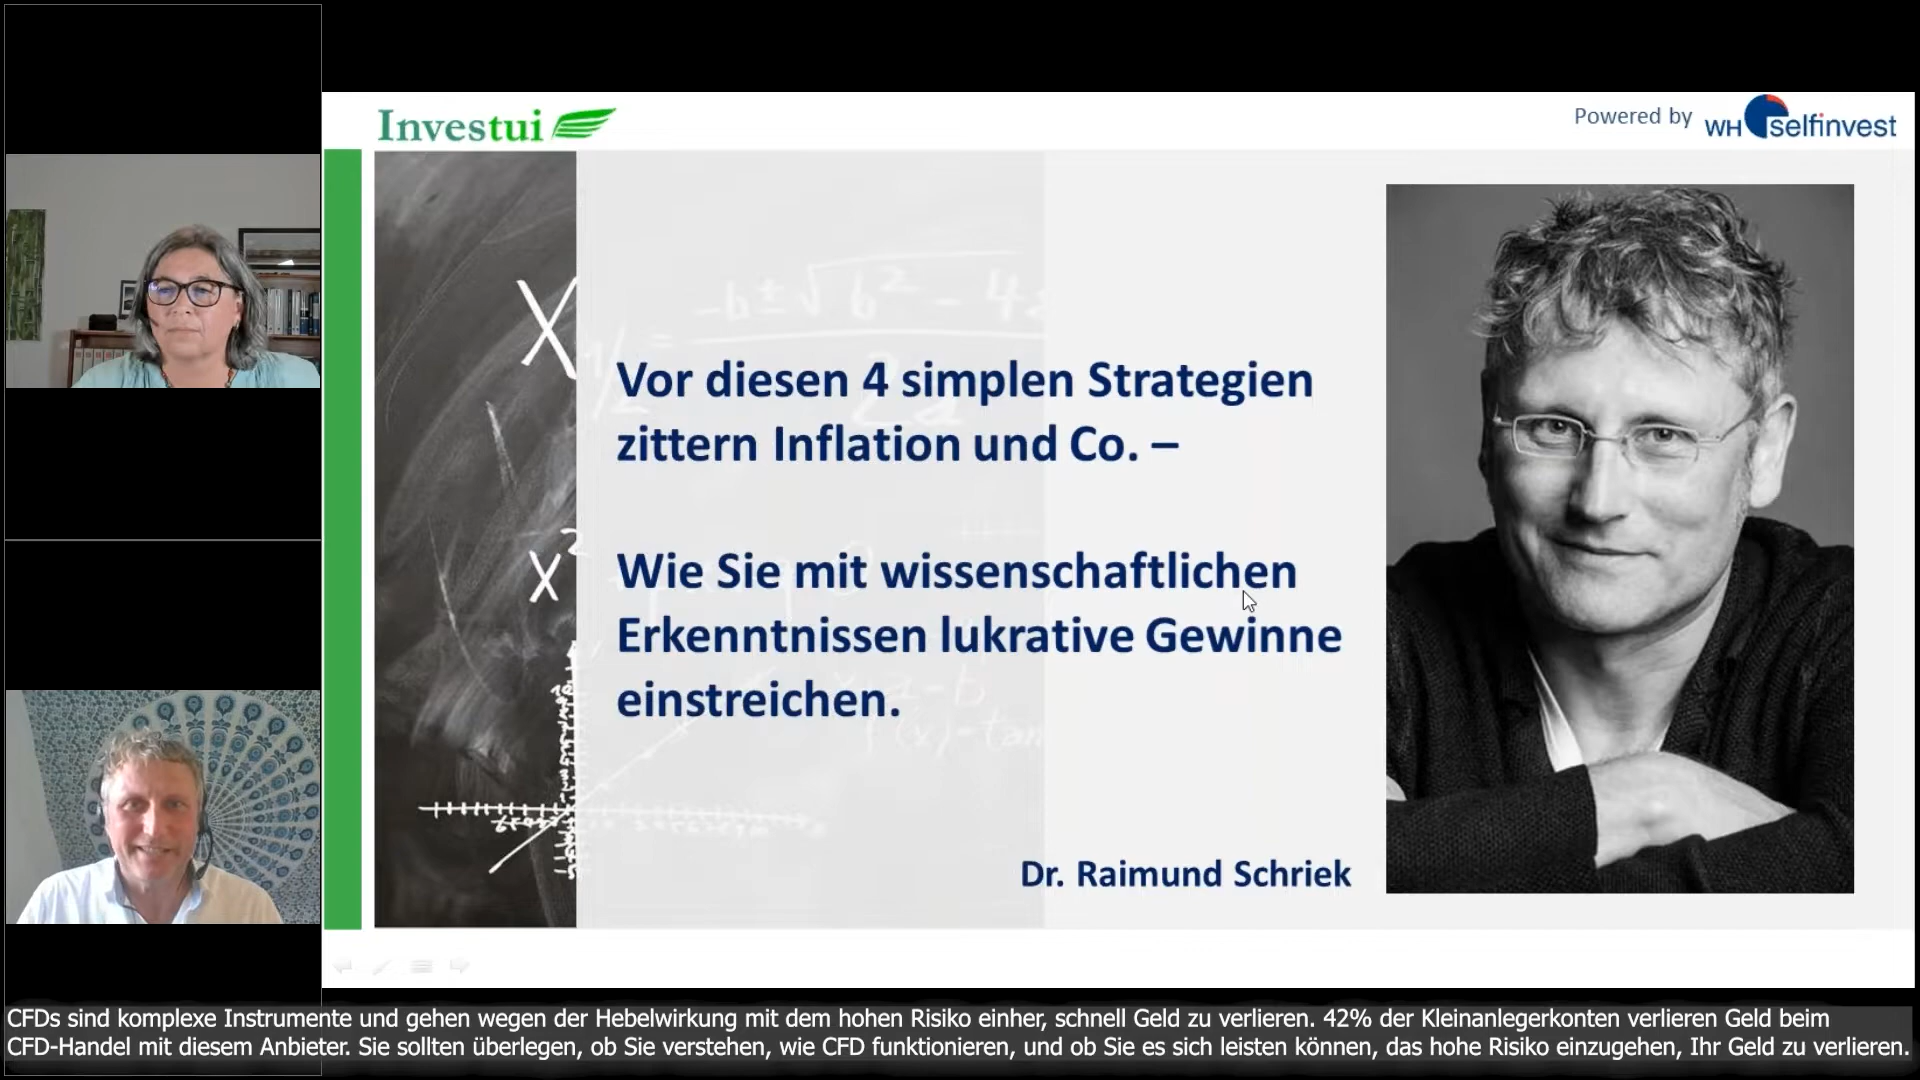 Investui
Powered by WH selfinvest
Vor diesen 4 simplen Strategien
zittern Inflation und Co. –
Wie Sie mit wissenschaftlichen
Erkenntnissen lukrative Gewinne
einstreichen.
Dr. Raimund Schriek
X
-b ± √b² - 4
2a
X²
CFDs sind komplexe Instrumente und gehen wegen der Hebelwirkung mit dem hohen Risiko einher, schnell Geld zu verlieren. 42% der Kleinanlegerkonten verlieren Geld beim
CFD-Handel mit diesem Anbieter. Sie sollten überlegen, ob Sie verstehen, wie CFD funktionieren, und ob Sie es sich leisten können, das hohe Risiko einzugehen, Ihr Geld zu verlieren.